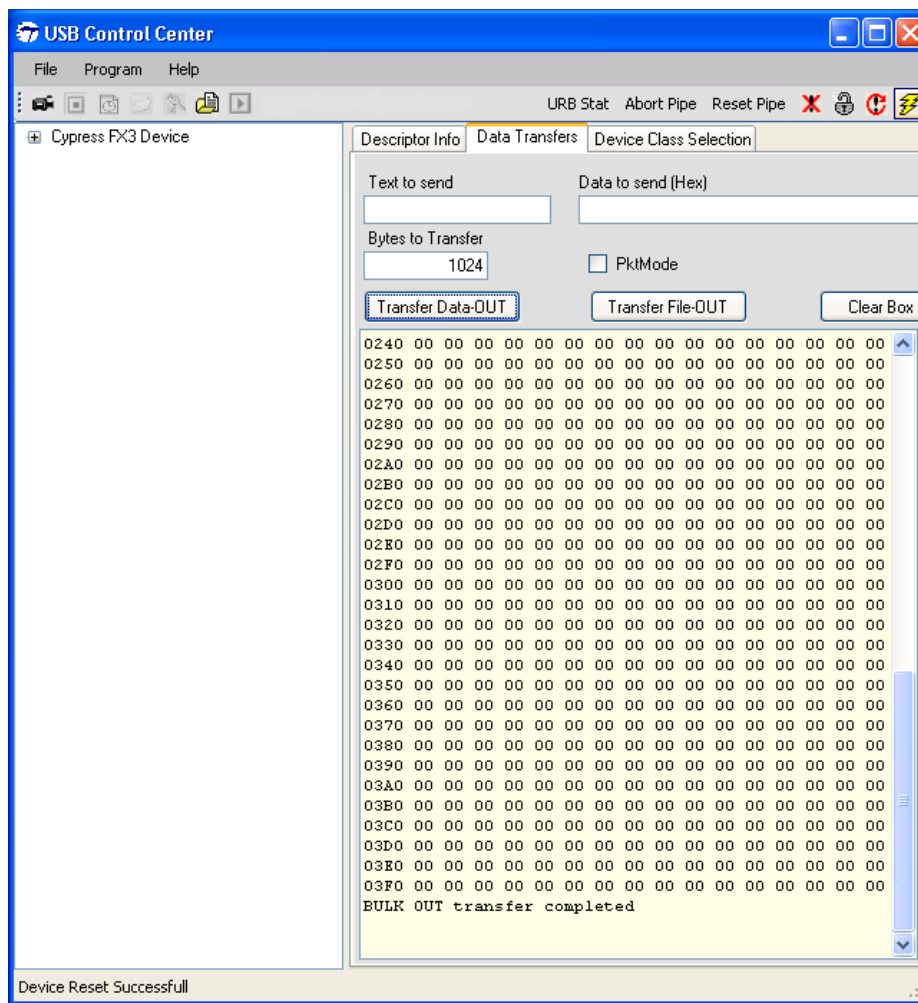 USB Control Center
File Program Help
URB Stat Abort Pipe Reset Pipe
Cypress FX3 Device
Descriptor Info Data Transfers Device Class Selection
Text to send Data to send (Hex)
Bytes to Transfer
1024 PktMode
Transfer Data-OUT Transfer File-OUT Clear Box
0240 00 00 00 00 00 00 00 00 00 00 00 00 00 00 00 00
0250 00 00 00 00 00 00 00 00 00 00 00 00 00 00 00 00
0260 00 00 00 00 00 00 00 00 00 00 00 00 00 00 00 00
0270 00 00 00 00 00 00 00 00 00 00 00 00 00 00 00 00
0280 00 00 00 00 00 00 00 00 00 00 00 00 00 00 00 00
0290 00 00 00 00 00 00 00 00 00 00 00 00 00 00 00 00
02A0 00 00 00 00 00 00 00 00 00 00 00 00 00 00 00 00
02B0 00 00 00 00 00 00 00 00 00 00 00 00 00 00 00 00
02C0 00 00 00 00 00 00 00 00 00 00 00 00 00 00 00 00
02D0 00 00 00 00 00 00 00 00 00 00 00 00 00 00 00 00
02E0 00 00 00 00 00 00 00 00 00 00 00 00 00 00 00 00
02F0 00 00 00 00 00 00 00 00 00 00 00 00 00 00 00 00
0300 00 00 00 00 00 00 00 00 00 00 00 00 00 00 00 00
0310 00 00 00 00 00 00 00 00 00 00 00 00 00 00 00 00
0320 00 00 00 00 00 00 00 00 00 00 00 00 00 00 00 00
0330 00 00 00 00 00 00 00 00 00 00 00 00 00 00 00 00
0340 00 00 00 00 00 00 00 00 00 00 00 00 00 00 00 00
0350 00 00 00 00 00 00 00 00 00 00 00 00 00 00 00 00
0360 00 00 00 00 00 00 00 00 00 00 00 00 00 00 00 00
0370 00 00 00 00 00 00 00 00 00 00 00 00 00 00 00 00
0380 00 00 00 00 00 00 00 00 00 00 00 00 00 00 00 00
0390 00 00 00 00 00 00 00 00 00 00 00 00 00 00 00 00
03A0 00 00 00 00 00 00 00 00 00 00 00 00 00 00 00 00
03B0 00 00 00 00 00 00 00 00 00 00 00 00 00 00 00 00
03C0 00 00 00 00 00 00 00 00 00 00 00 00 00 00 00 00
03D0 00 00 00 00 00 00 00 00 00 00 00 00 00 00 00 00
03E0 00 00 00 00 00 00 00 00 00 00 00 00 00 00 00 00
03F0 00 00 00 00 00 00 00 00 00 00 00 00 00 00 00 00
BULK OUT transfer completed
Device Reset Successfull